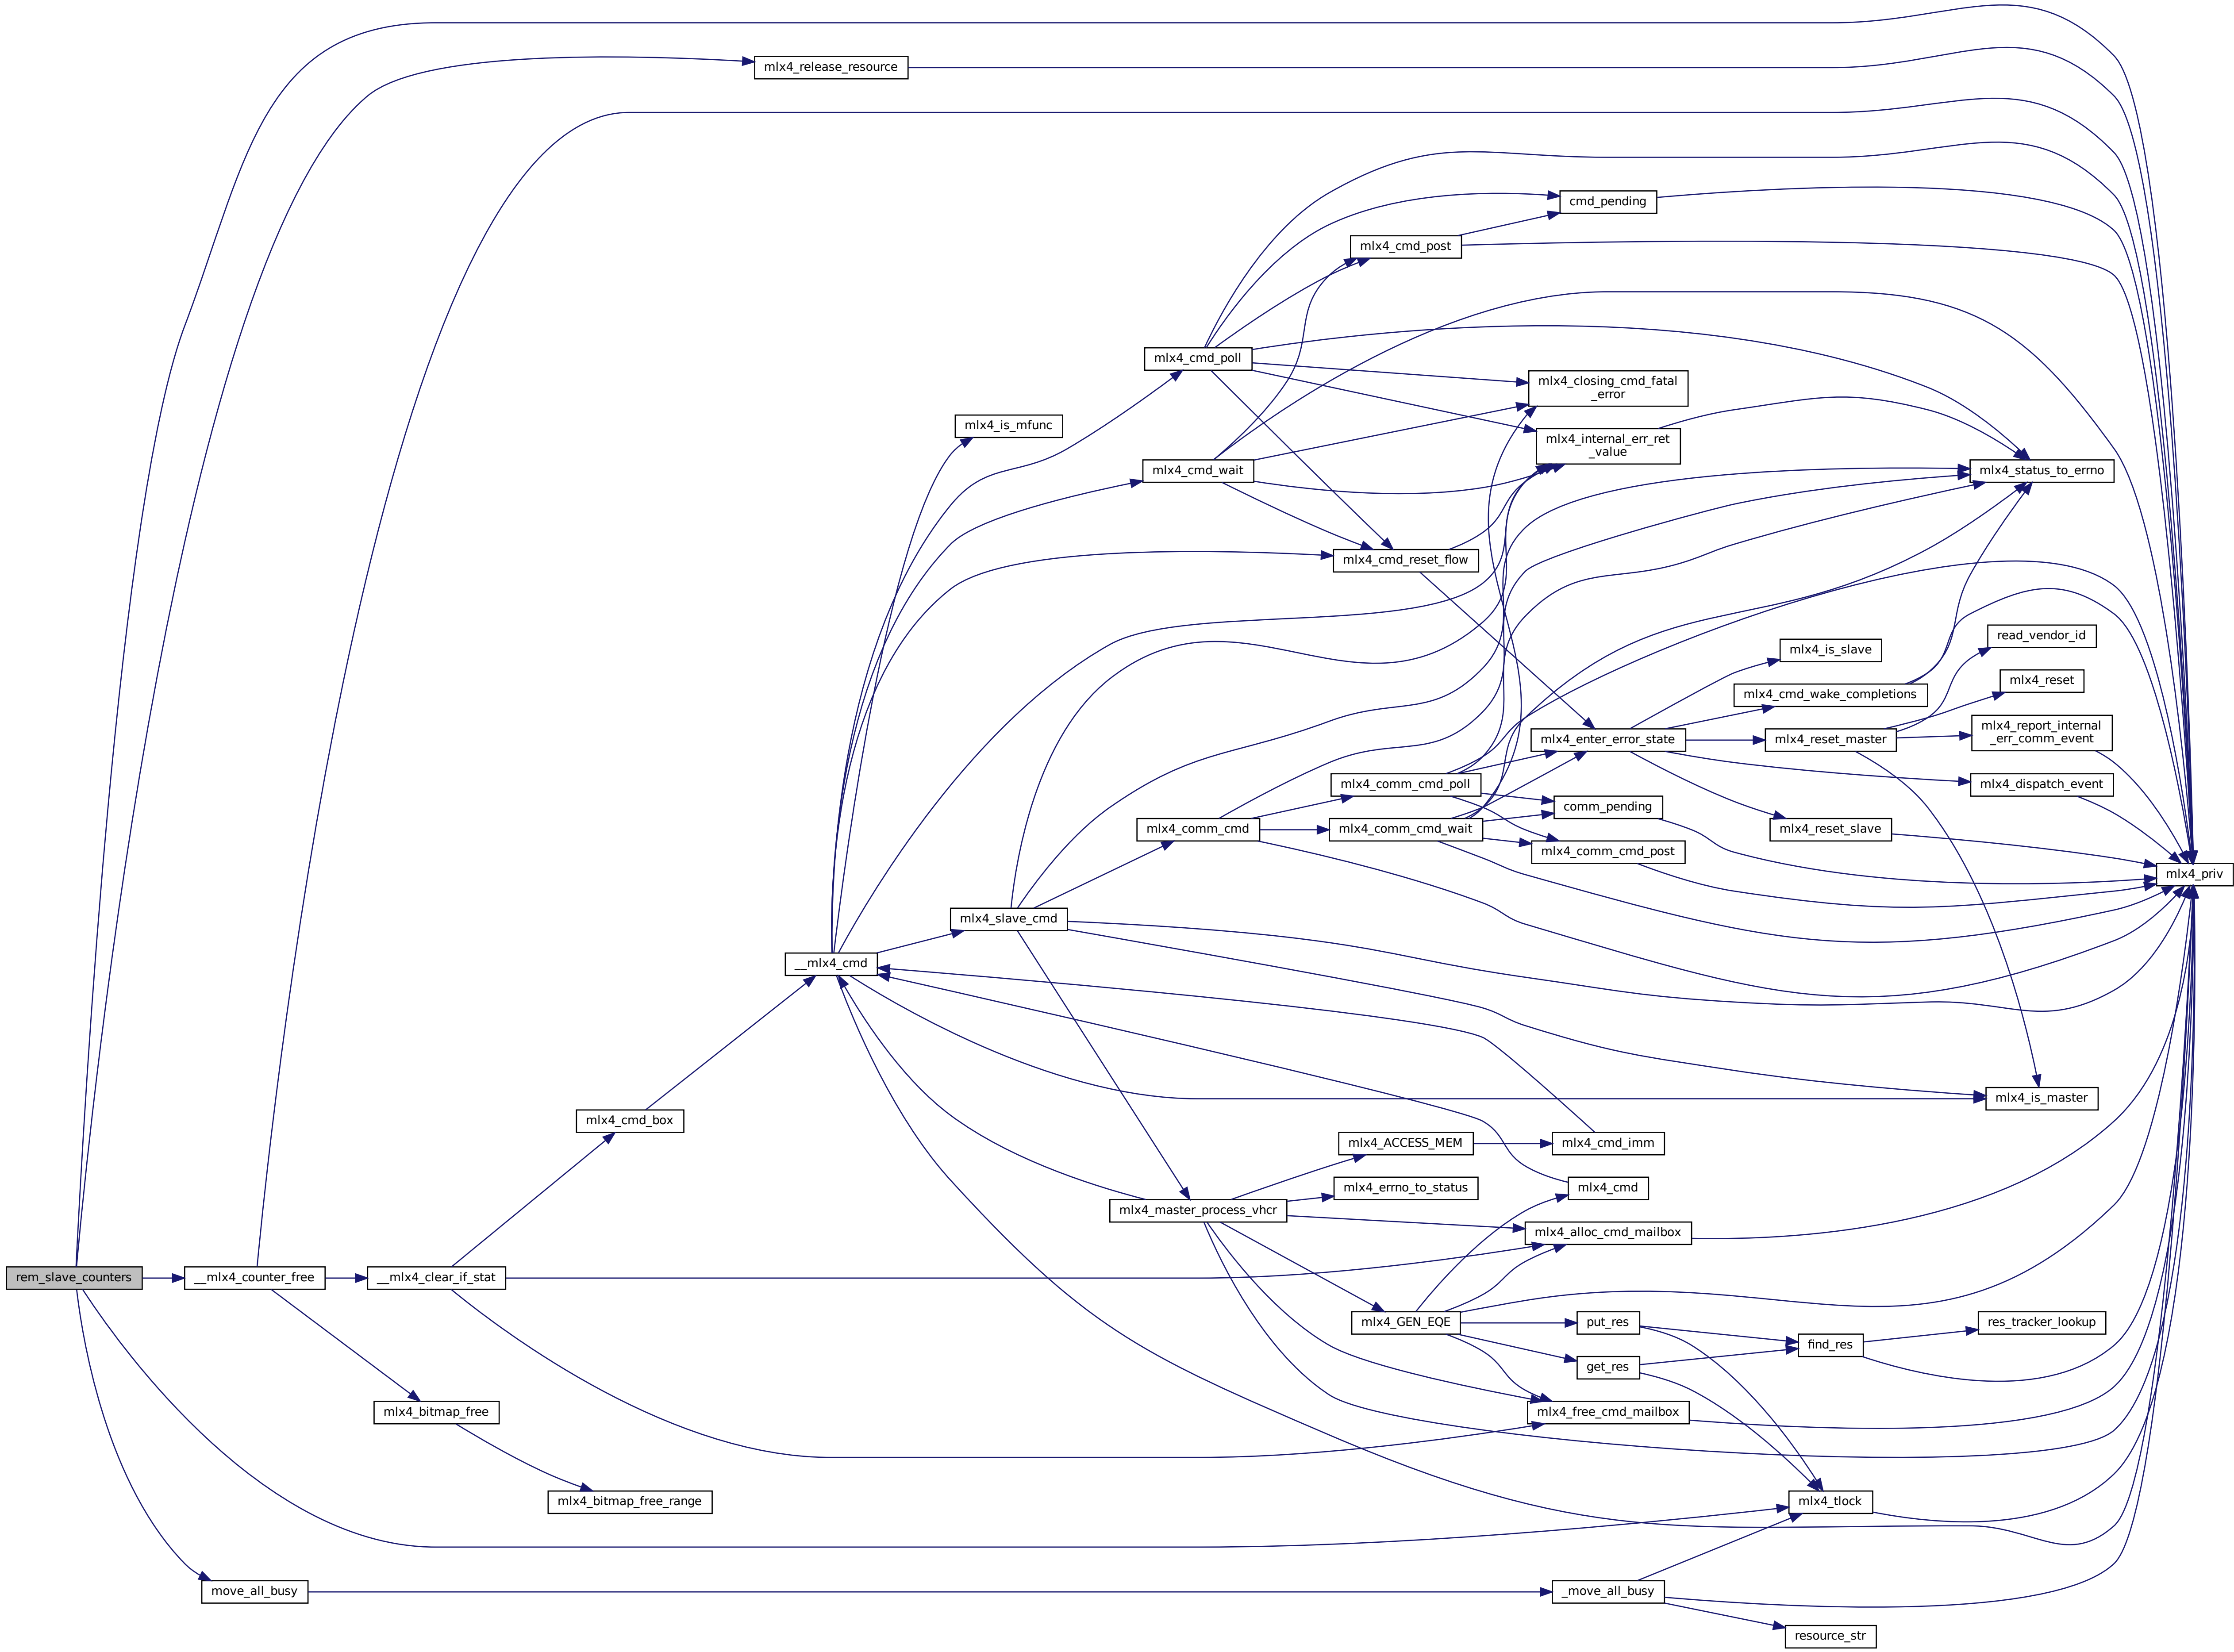 mlx4_release_resource
cmd_pending
mlx4_cmd_post
mlx4_cmd_poll
mlx4_closing_cmd_fatal
_error
mlx4_is_mfunc
mlx4_internal_err_ret
_value
mlx4_cmd_wait
mlx4_status_to_errno
mlx4_cmd_reset_flow
read_vendor_id
mlx4_is_slave
mlx4_reset
mlx4_cmd_wake_completions
mlx4_report_internal
_err_comm_event
mlx4_enter_error_state
mlx4_reset_master
mlx4_comm_cmd_poll
mlx4_dispatch_event
comm_pending
mlx4_comm_cmd
mlx4_comm_cmd_wait
mlx4_reset_slave
mlx4_comm_cmd_post
mlx4_priv
mlx4_slave_cmd
__mlx4_cmd
mlx4_is_master
mlx4_cmd_box
mlx4_ACCESS_MEM
mlx4_cmd_imm
mlx4_errno_to_status
mlx4_cmd
mlx4_master_process_vhcr
mlx4_alloc_cmd_mailbox
rem_slave_counters
__mlx4_counter_free
__mlx4_clear_if_stat
mlx4_GEN_EQE
put_res
res_tracker_lookup
find_res
get_res
mlx4_bitmap_free
mlx4_free_cmd_mailbox
mlx4_bitmap_free_range
mlx4_tlock
move_all_busy
_move_all_busy
resource_str